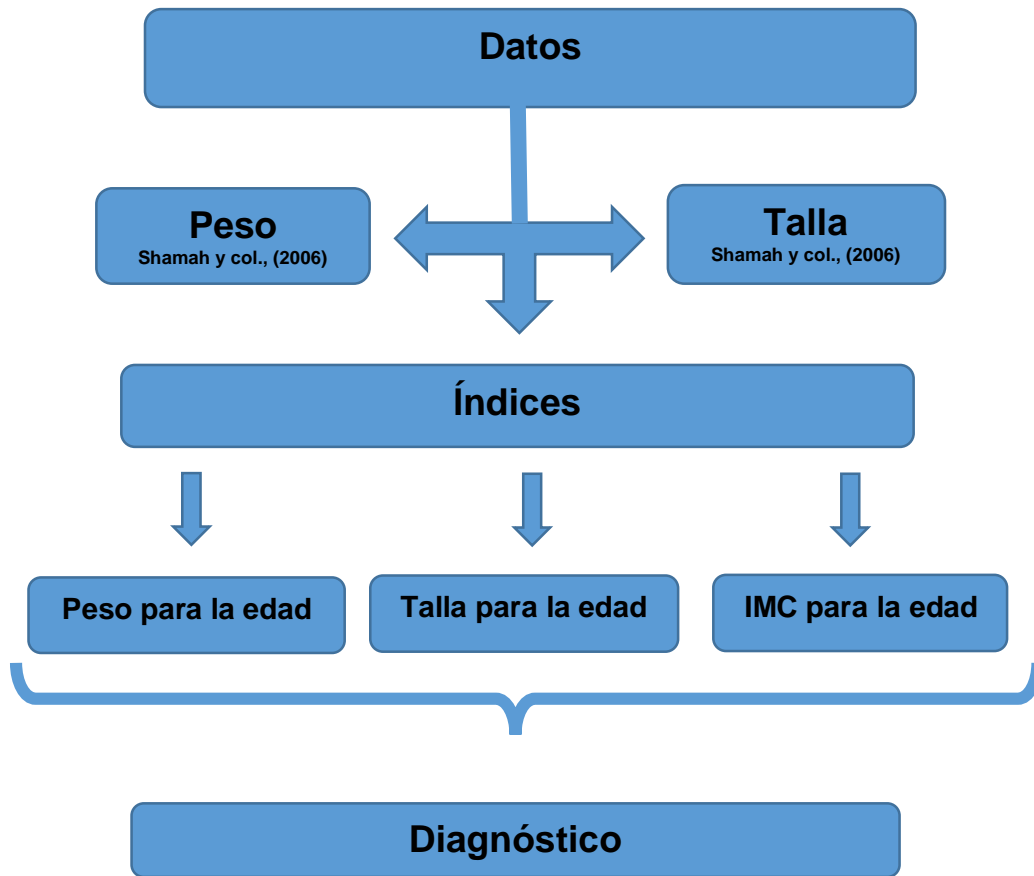 Datos
Peso
Shamah y col., (2006)
Talla
Shamah y col., (2006)
Índices
Peso para la edad
Talla para la edad
IMC para la edad
Diagnóstico